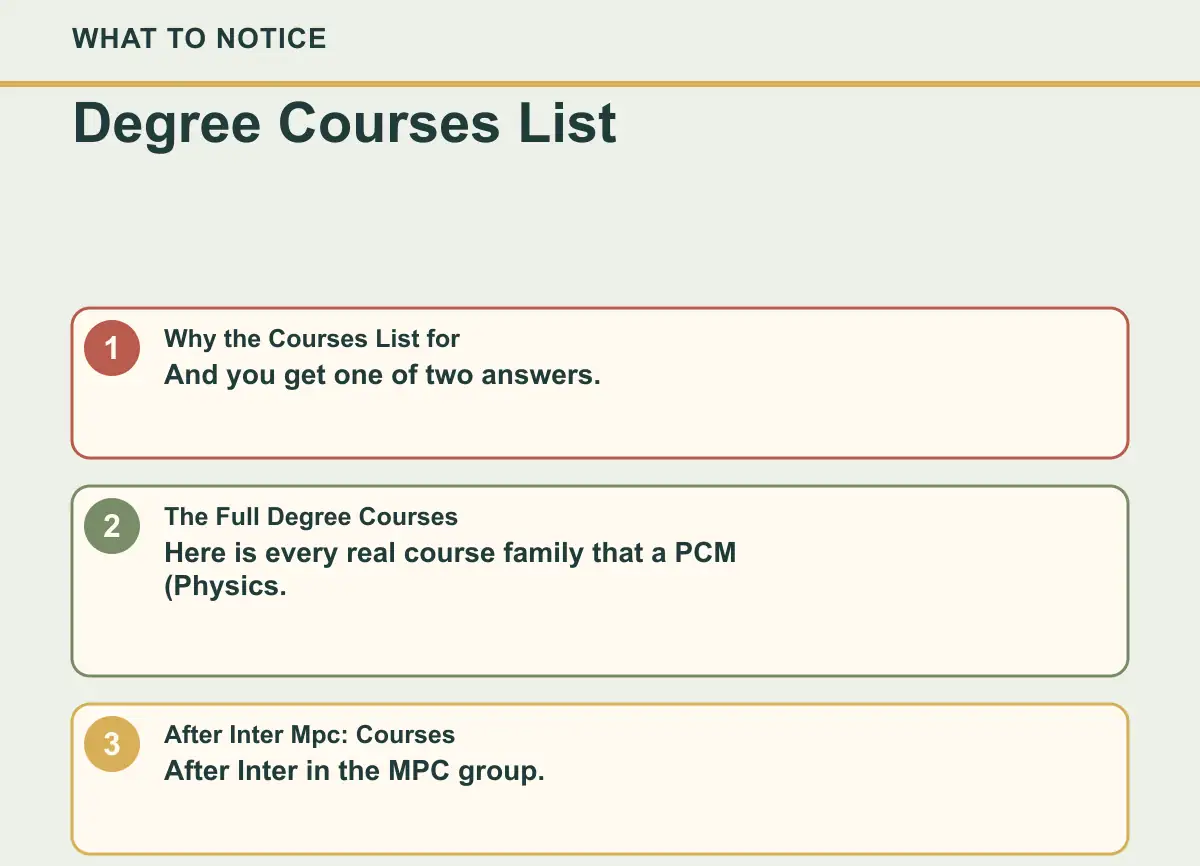 WHAT TO NOTICE
Degree Courses List
1
Why the Courses List for
And you get one of two answers.
2
The Full Degree Courses
Here is every real course family that a PCM
(Physics.
3
After Inter Mpc: Courses
After Inter in the MPC group.